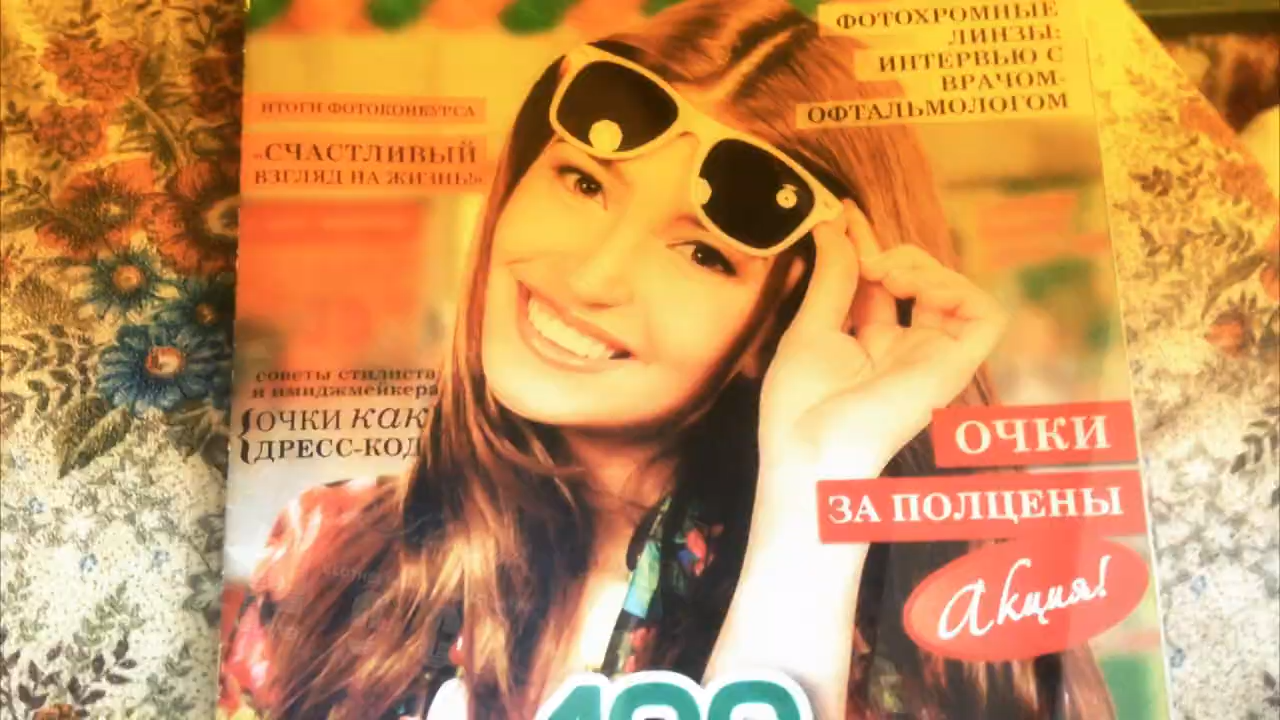 ФОТОХРОМНЫЕ
ЛИНЗЫ:
ИНТЕРВЬЮ С
ВРАЧОМ-
ОФТАЛЬМОЛОГОМ
ИТОГИ ФОТОКОНКУРСА
«СЧАСТЛИВЫЙ
ВЗГЛЯД НА ЖИЗНЬ!»
советы стилиста
и имиджмейкера
ОЧКИ как
ДРЕСС-КОД
ОЧКИ
ЗА ПОЛЦЕНЫ
Акция!